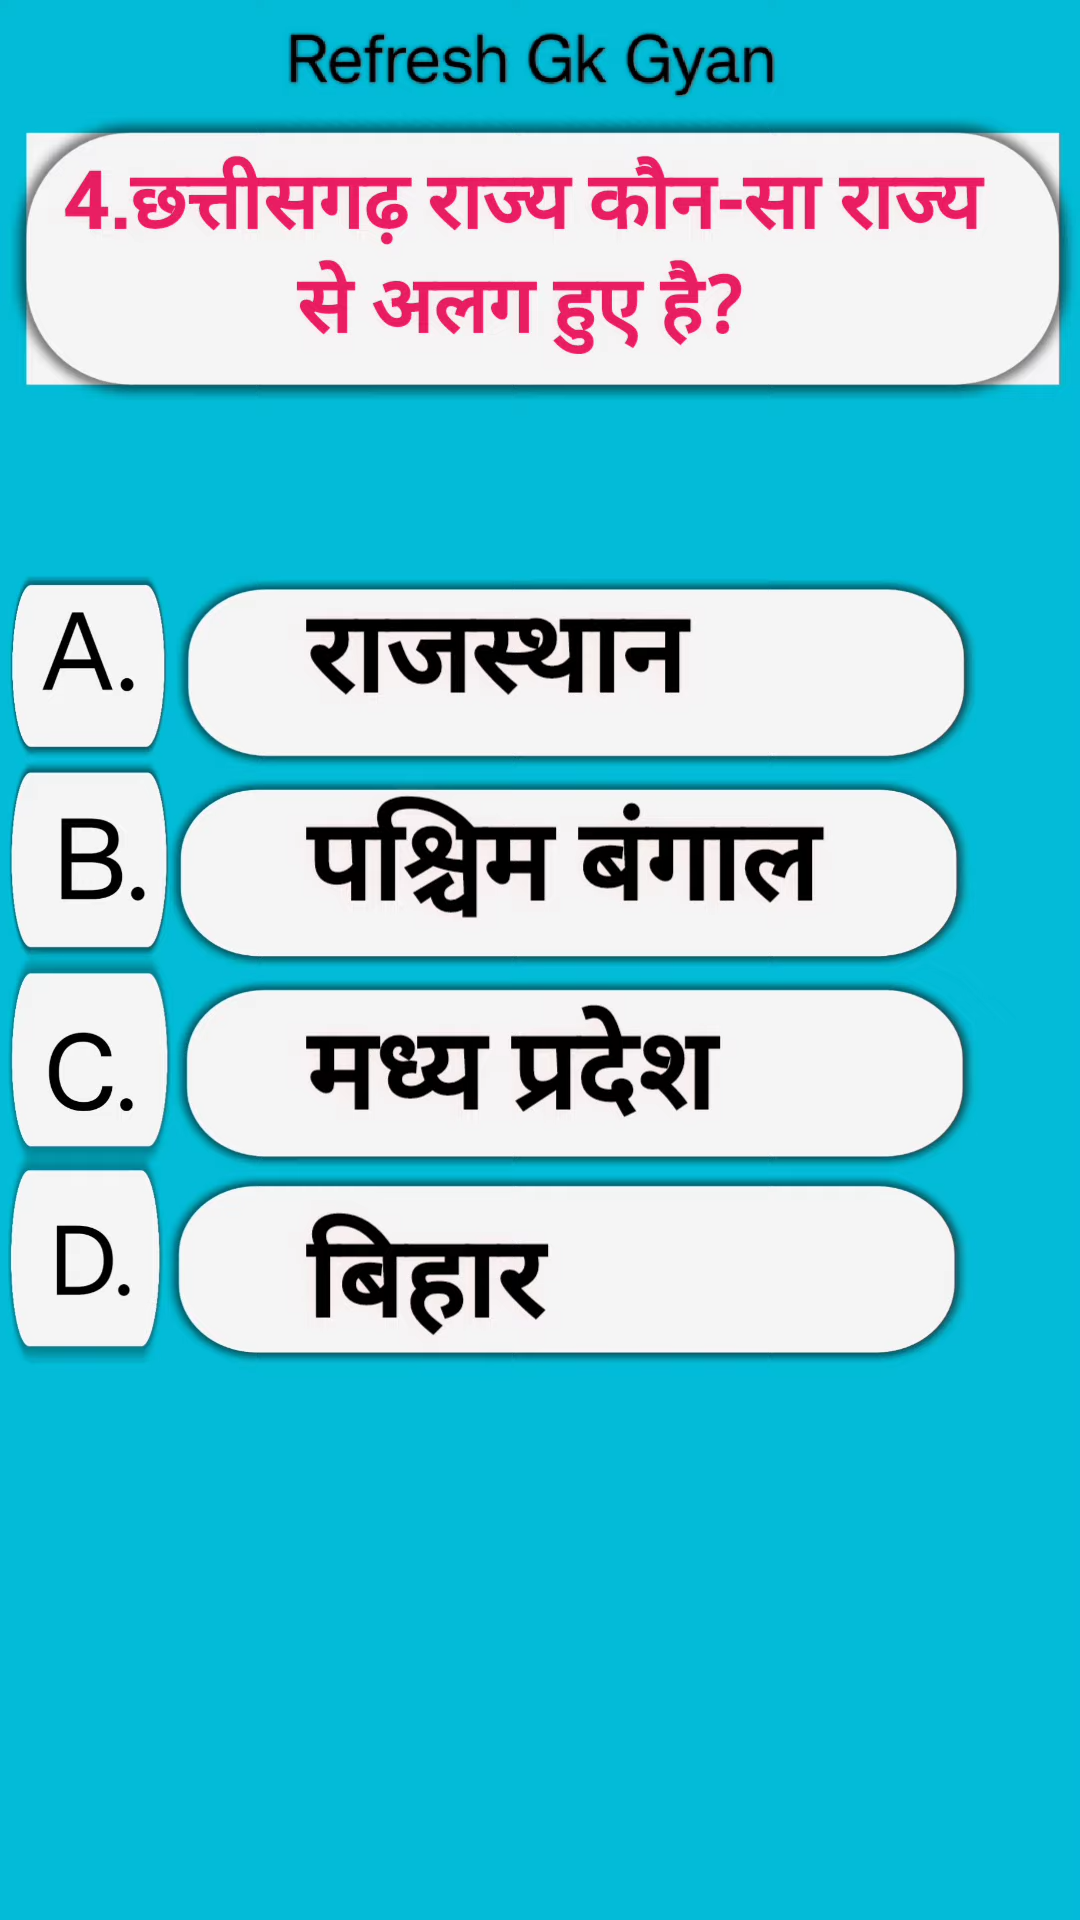 Refresh Gk Gyan
4.छत्तीसगढ़ राज्य कौन-सा राज्य
से अलग हुए है?
A. राजस्थान
B. पश्चिम बंगाल
C. मध्य प्रदेश
D. बिहार